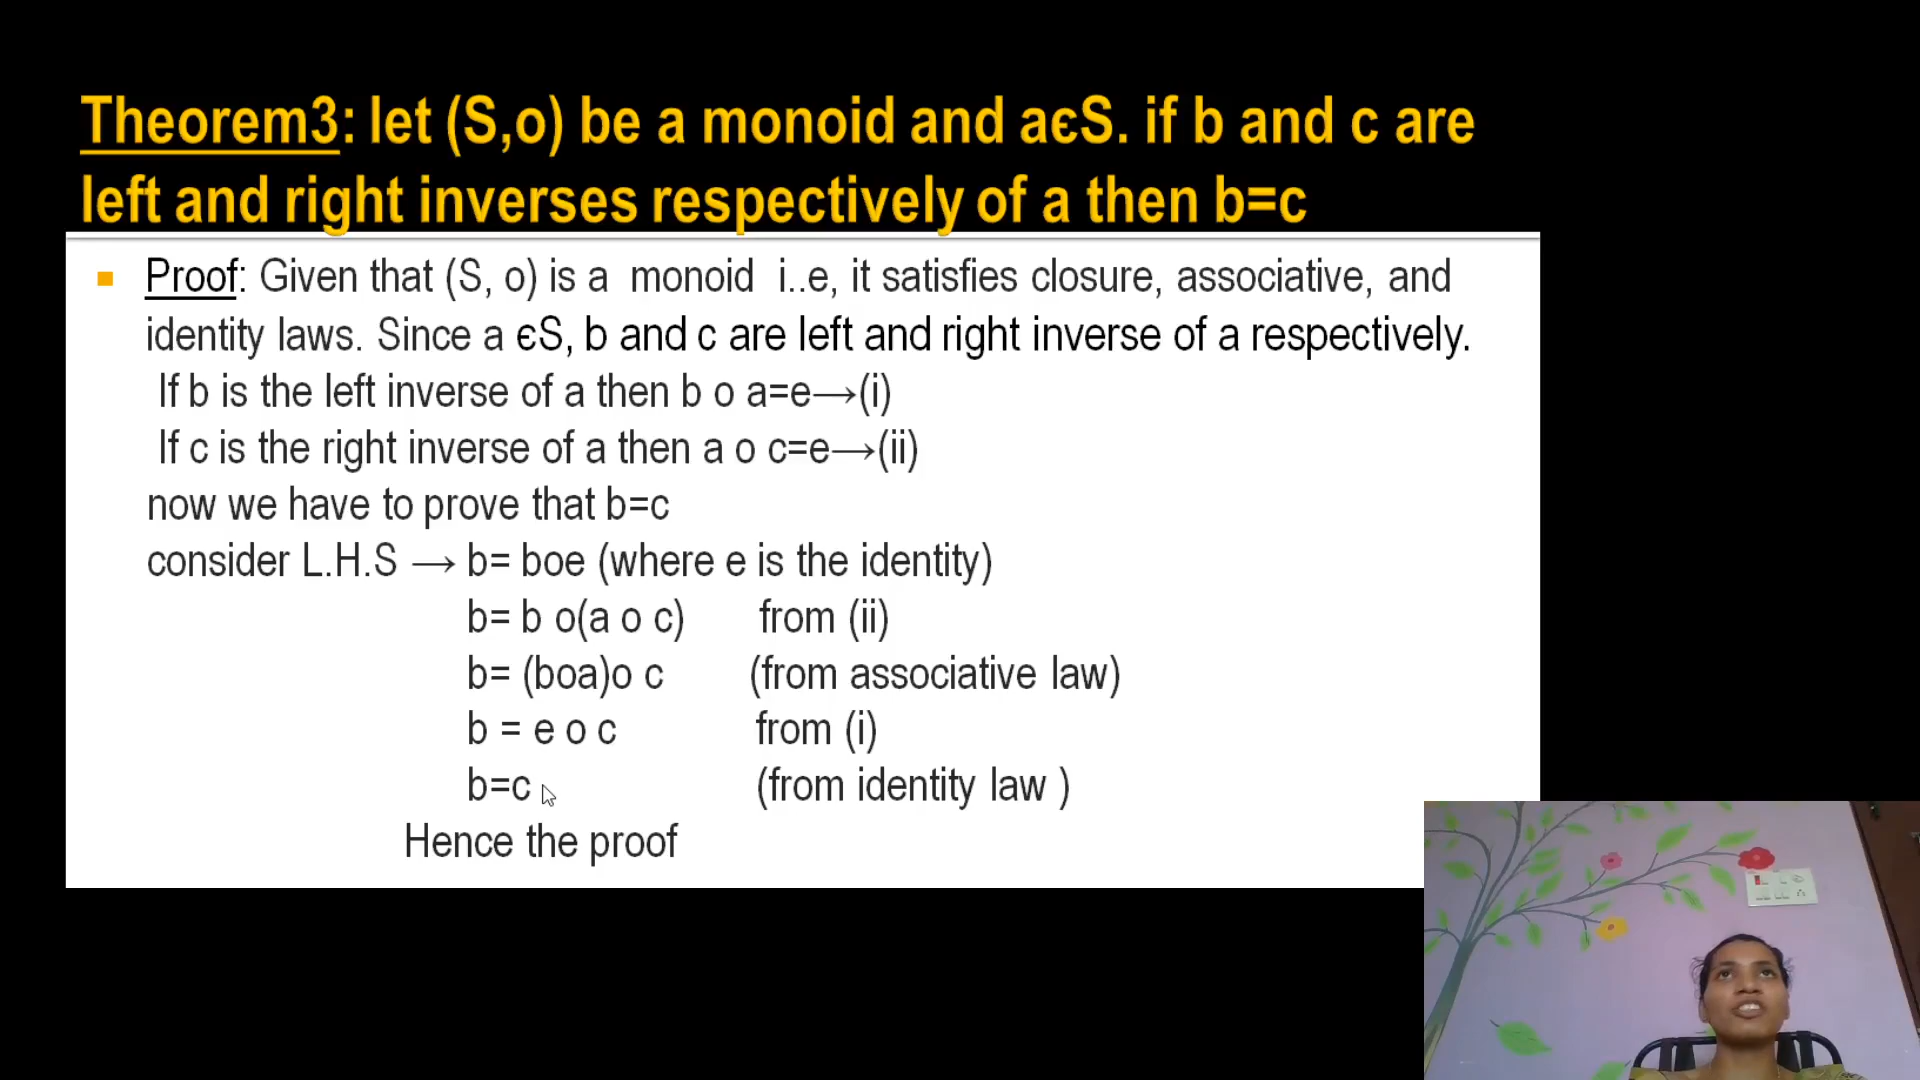 Theorem3: let (S,o) be a monoid and aϵS. if b and c are
left and right inverses respectively of a then b=c
Proof: Given that (S, o) is a monoid i..e, it satisfies closure, associative, and
identity laws. Since a ϵS, b and c are left and right inverse of a respectively.
If b is the left inverse of a then b o a=e→(i)
If c is the right inverse of a then a o c=e→(ii)
now we have to prove that b=c
consider L.H.S → b= boe (where e is the identity)
b= b o(a o c) from (ii)
b= (boa)o c (from associative law)
b = e o c from (i)
b=c (from identity law )
Hence the proof